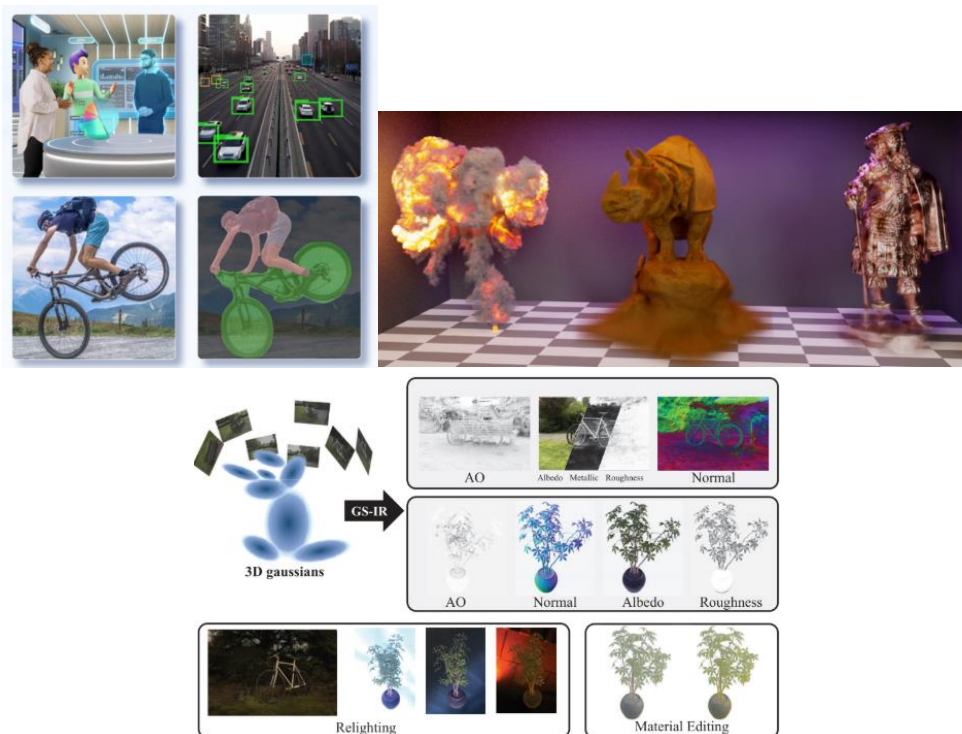 AO
Albedo Metallic Roughness
Normal
GS-IR
3D gaussians
AO
Normal
Albedo
Roughness
Relighting
Material Editing